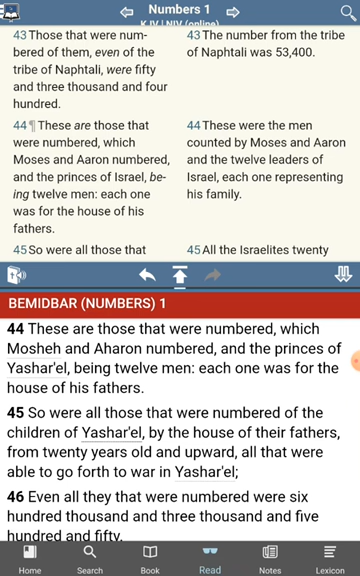 Numbers 1
KJV | NIV (online)
43 Those that were num-
bered of them, even of the
tribe of Naphtali, were fifty
and three thousand and four
hundred.
44 ¶ These are those that
were numbered, which
Moses and Aaron numbered,
and the princes of Israel, be-
ing twelve men: each one
was for the house of his
fathers.
45 So were all those that
43 The number from the tribe
of Naphtali was 53,400.
44 These were the men
counted by Moses and Aaron
and the twelve leaders of
Israel, each one representing
his family.
45 All the Israelites twenty
BEMIDBAR (NUMBERS) 1
44 These are those that were numbered, which
Mosheh and Aharon numbered, and the princes of
Yashar'el, being twelve men: each one was for the
house of his fathers.
45 So were all those that were numbered of the
children of Yashar'el, by the house of their fathers,
from twenty years old and upward, all that were
able to go forth to war in Yashar'el;
46 Even all they that were numbered were six
hundred thousand and three thousand and five
hundred and fifty.
Home Search Book Read Notes Lexicon